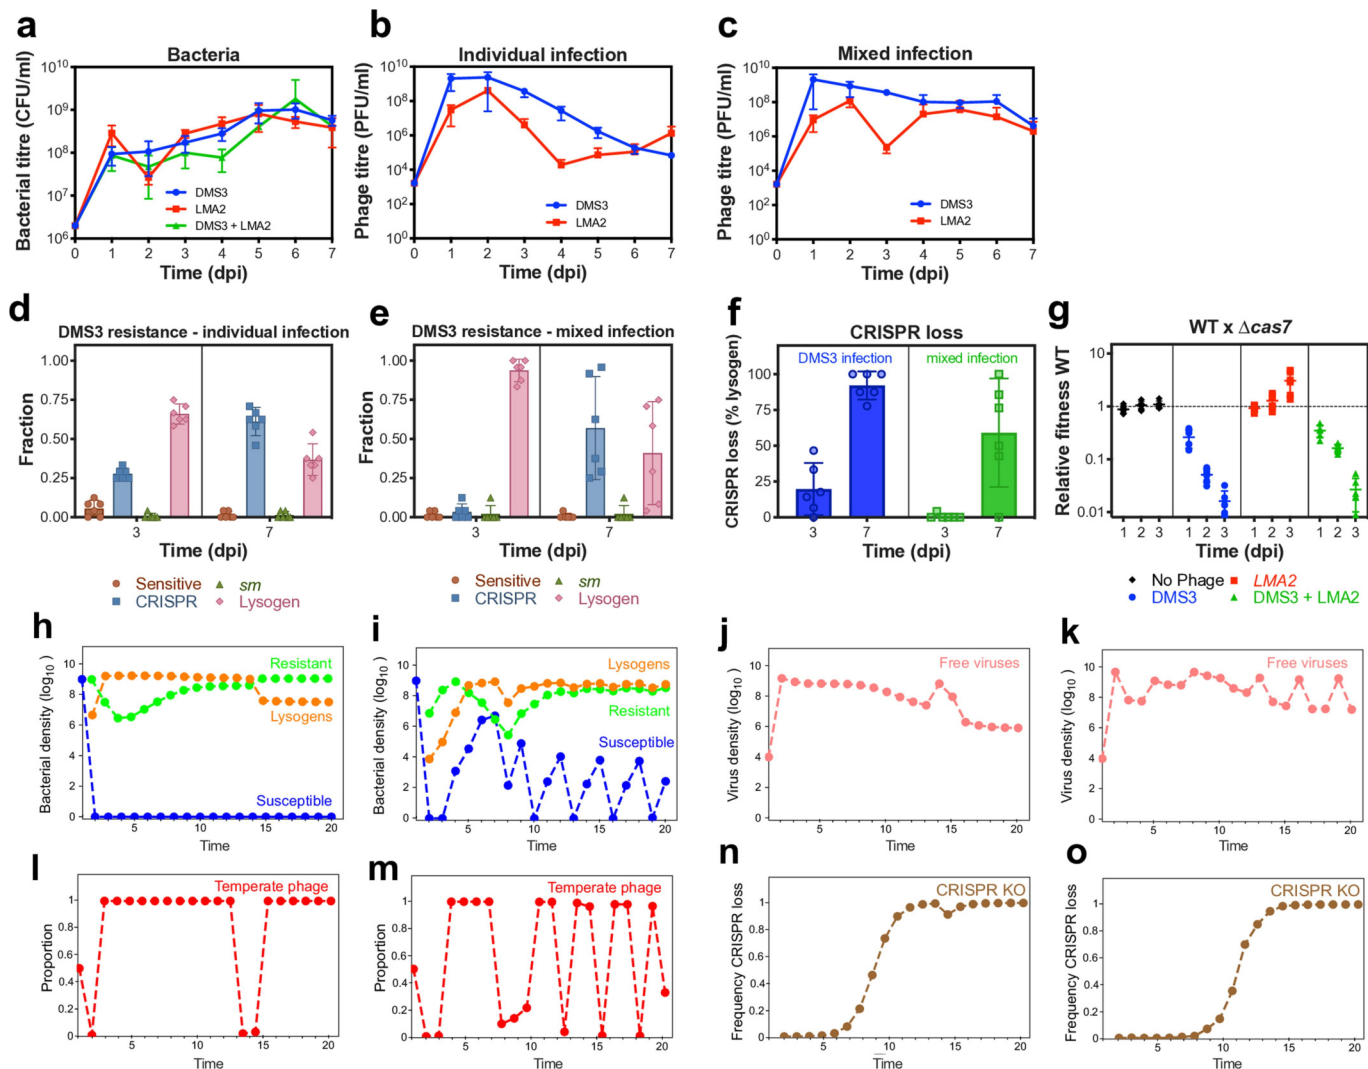 a
Bacteria
Bacterial titre (CFU/ml)
10^10
10^9
10^8
10^7
10^6
DMS3
LMA2
DMS3 + LMA2
0 1 2 3 4 5 6 7
Time (dpi)
b
Individual infection
Phage titre (PFU/ml)
10^10
10^8
10^6
10^4
10^2
10^0
DMS3
LMA2
0 1 2 3 4 5 6 7
Time (dpi)
c
Mixed infection
Phage titre (PFU/ml)
10^10
10^8
10^6
10^4
10^2
10^0
DMS3
LMA2
0 1 2 3 4 5 6 7
Time (dpi)
d
DMS3 resistance - individual infection
Fraction
1.00
0.75
0.50
0.25
0.00
3 7
Time (dpi)
Sensitive sm
CRISPR Lysogen
e
DMS3 resistance - mixed infection
Fraction
1.00
0.75
0.50
0.25
0.00
3 7
Time (dpi)
Sensitive sm
CRISPR Lysogen
f
CRISPR loss
CRISPR loss (% lysogen)
DMS3 infection mixed infection
100
75
50
25
0
3 7 3 7
Time (dpi)
g
WT x Δcas7
Relative fitness WT
10
1
0.1
0.01
1 2 3 1 2 3 1 2 3 1 2 3
Time (dpi)
No Phage LMA2
DMS3 DMS3 + LMA2
h
Bacterial density (log10)
10
8
6
4
2
0
Resistant
Lysogens
Susceptible
5 10 15 20
Time
i
Bacterial density (log10)
10
8
6
4
2
0
Lysogens
Resistant
Susceptible
5 10 15 20
Time
j
Virus density (log10)
10
8
6
4
2
0
Free viruses
5 10 15 20
Time
k
Virus density (log10)
10
8
6
4
2
0
Free viruses
5 10 15 20
Time
l
Proportion
Temperate phage
1
0.8
0.6
0.4
0.2
0
5 10 15 20
Time
m
Proportion
Temperate phage
1
0.8
0.6
0.4
0.2
0
5 10 15 20
Time
n
Frequency CRISPR loss
CRISPR KO
1
0.8
0.6
0.4
0.2
0
5 10 15 20
Time
o
Frequency CRISPR loss
CRISPR KO
1
0.8
0.6
0.4
0.2
0
5 10 15 20
Time